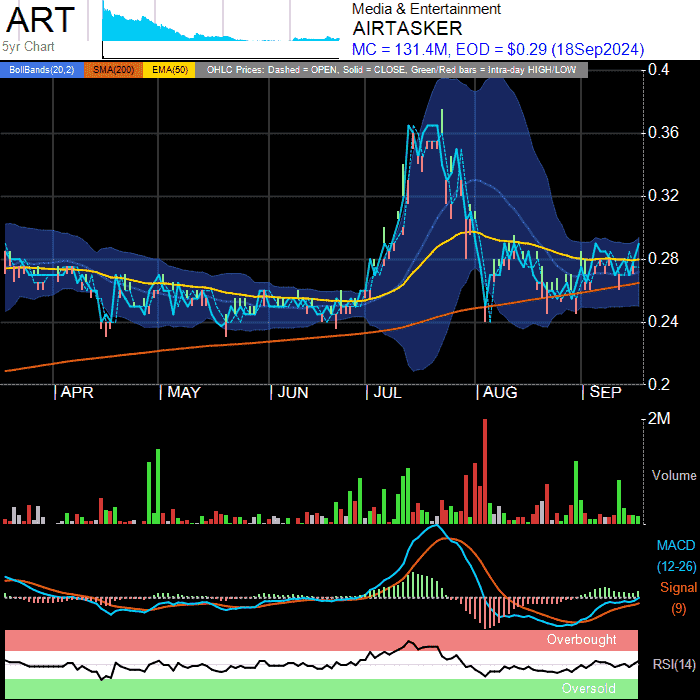 ART
5yr Chart
Media & Entertainment
AIRTASKER
MC = 131.4M, EOD = $0.29 (18Sep2024)
BollBands(20,2) SMA(200) EMA(50) OHLC Prices: Dashed = OPEN, Solid = CLOSE, Green/Red bars = Intra-day HIGH/LOW
0.4
0.36
0.32
0.28
0.24
0.2
APR MAY JUN JUL AUG SEP
2M
Volume
MACD
(12-26)
Signal
(9)
Overbought
RSI(14)
Oversold